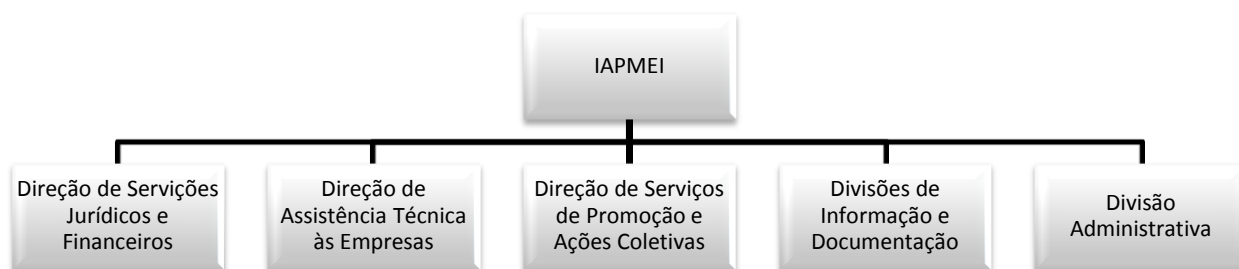 IAPMEI
Direção de Servições
Jurídicos e
Financeiros
Direção de
Assistência Técnica
às Empresas
Direção de Serviços
de Promoção e
Ações Coletivas
Divisões de
Informação e
Documentação
Divisão
Administrativa